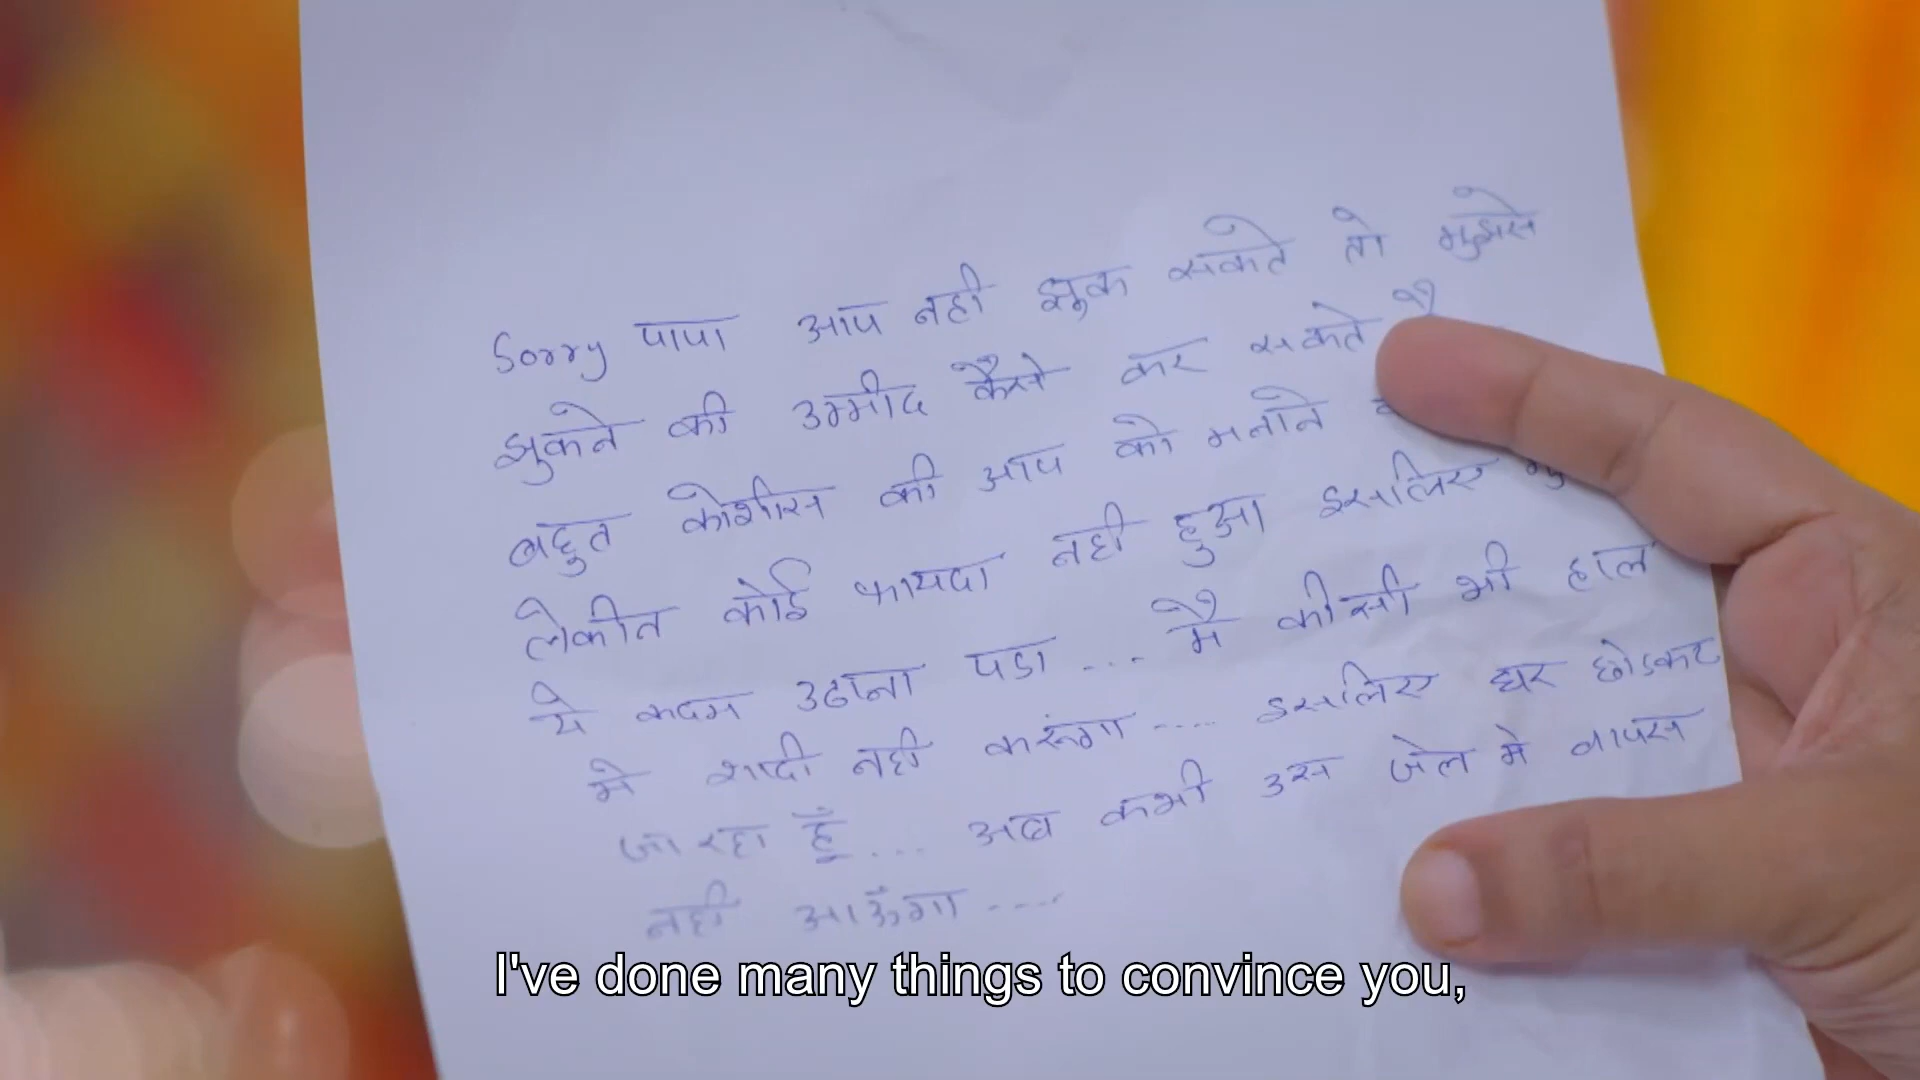 Sorry पापा आप नही झूक सकते तो मुझसे
झुकने की उम्मीद कैसे कर सकते है
बहुत कोशीस की आप को मनाने
लेकीन कोई फायदा नही हुआ इसलिए
ये कदम उठाना पडा ... मै कीसी भी हाल
मे शादी नही करूंगा ..... इसलिए घर छोडकर
जा रहा हूँ .... अब कभी उस जेल मे वापस
नही आऊँगा ....
I've done many things to convince you,